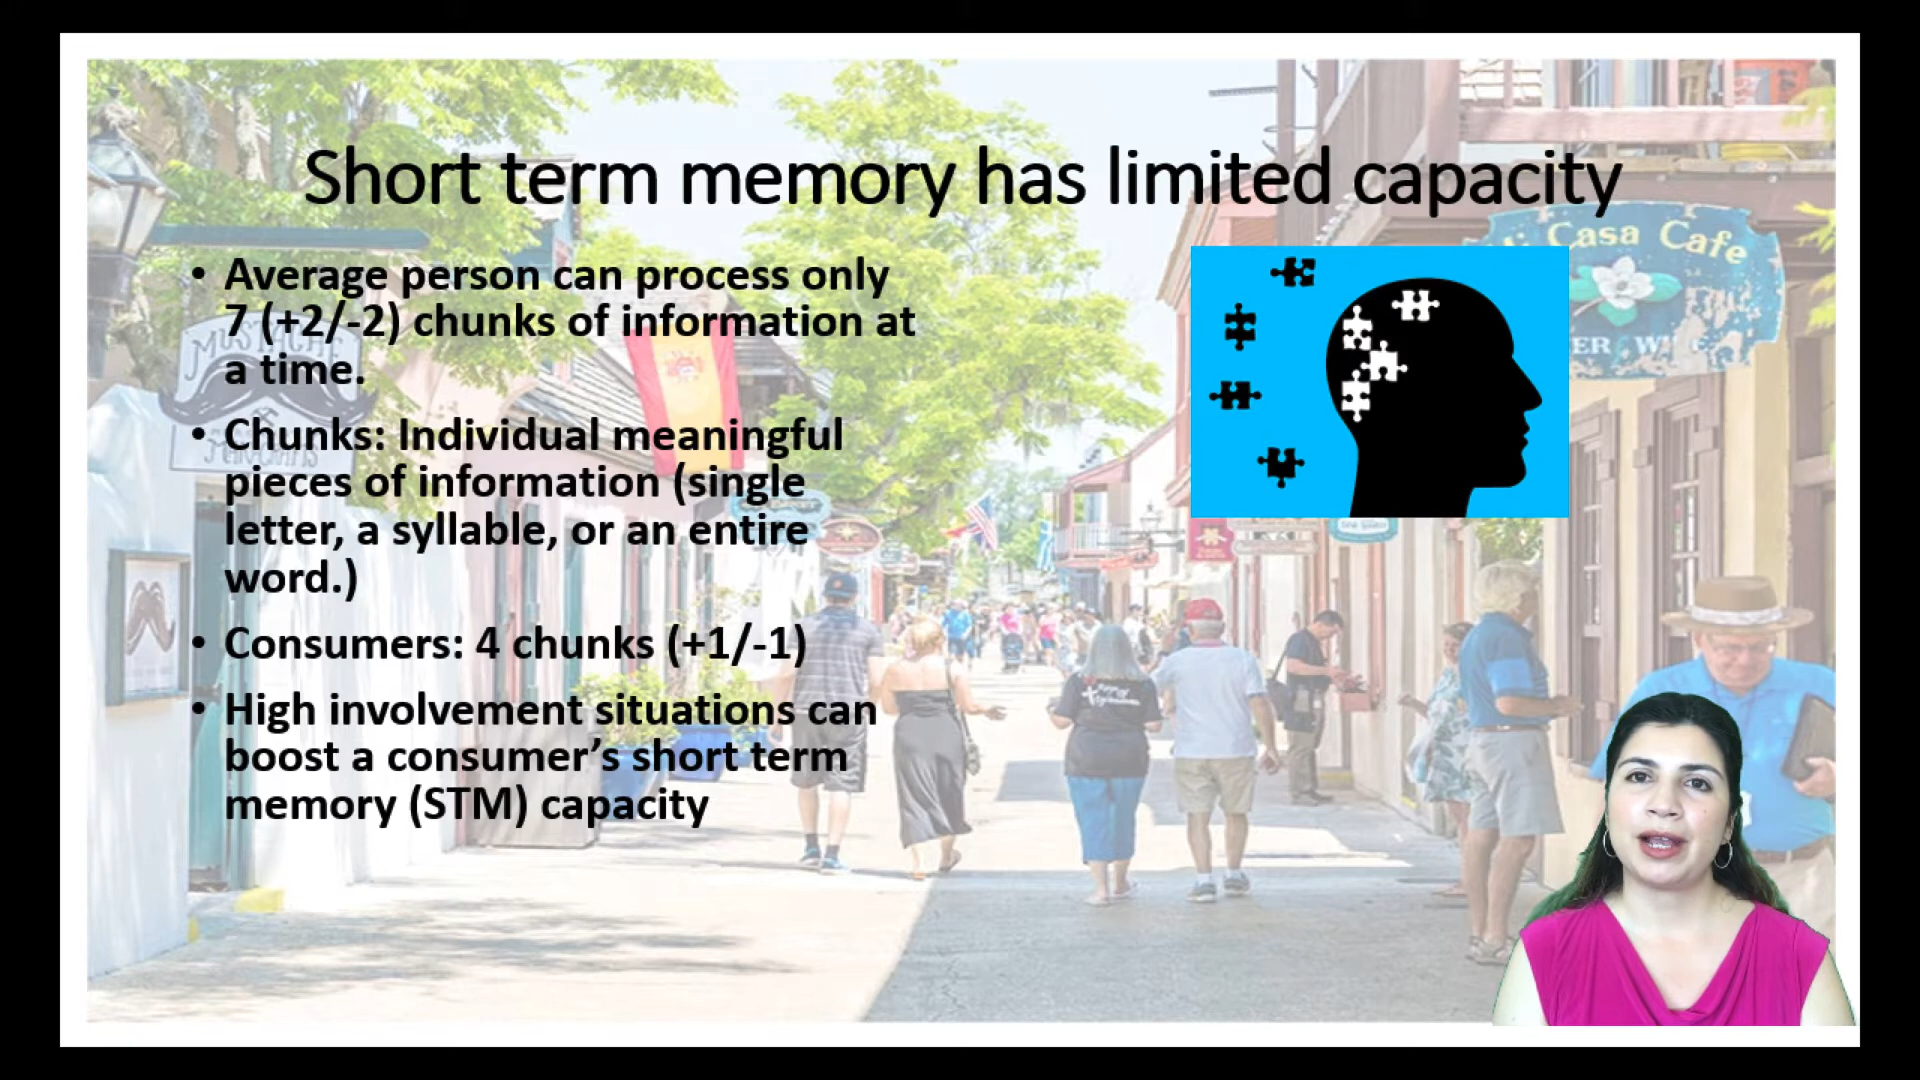 Short term memory has limited capacity
• Average person can process only
7 (+2/-2) chunks of information at
a time.
• Chunks: Individual meaningful
pieces of information (single
letter, a syllable, or an entire
word.)
• Consumers: 4 chunks (+1/-1)
• High involvement situations can
boost a consumer’s short term
memory (STM) capacity
Casa Cafe
MUSTACHE